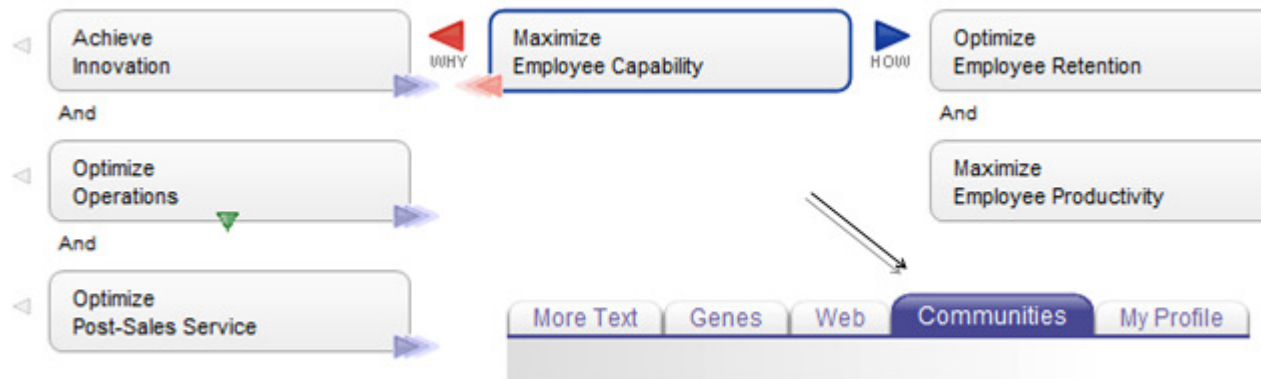 Achieve
Innovation
WHY
Maximize
Employee Capability
HOW
Optimize
Employee Retention
And
And
Optimize
Operations
Maximize
Employee Productivity
And
Optimize
Post-Sales Service
More Text
Genes
Web
Communities
My Profile